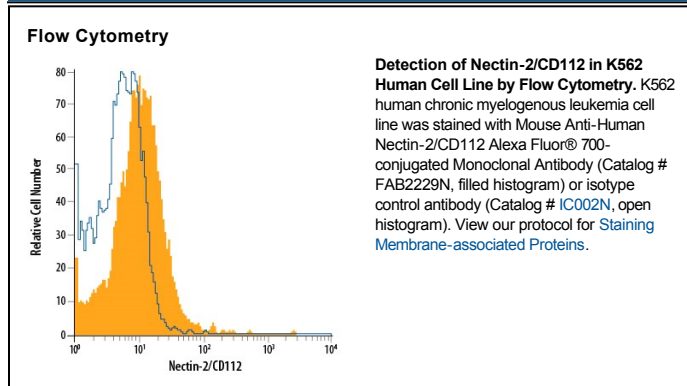 Flow Cytometry
80
70
60
50
40
30
20
10
0
Relative Cell Number
10⁰ 10¹ 10² 10³ 10⁴
Nectin-2/CD112
Detection of Nectin-2/CD112 in K562
Human Cell Line by Flow Cytometry. K562
human chronic myelogenous leukemia cell
line was stained with Mouse Anti-Human
Nectin-2/CD112 Alexa Fluor® 700-
conjugated Monoclonal Antibody (Catalog #
FAB2229N, filled histogram) or isotype
control antibody (Catalog # IC002N, open
histogram). View our protocol for Staining
Membrane-associated Proteins.